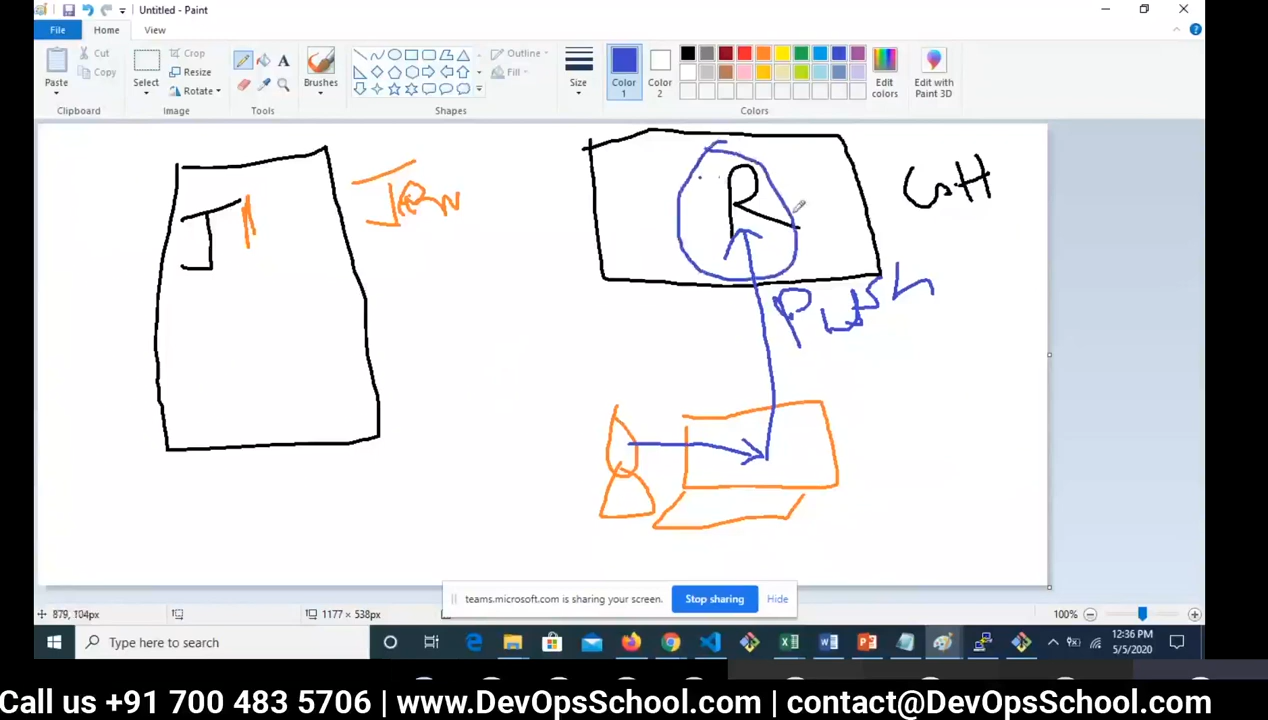 Untitled - Paint
File Home View
Paste
Cut
Copy
Clipboard
Select
Crop
Resize
Rotate
Image
Tools
Brushes
Shapes
Outline
Fill
Size
Color 1
Color 2
Edit colors
Edit with Paint 3D
Colors
J
R
GH
Push
teams.microsoft.com is sharing your screen. Stop sharing Hide
879, 104px
1177 × 538px
100%
Type here to search
12:36 PM
5/5/2020
Call us +91 700 483 5706 | www.DevOpsSchool.com | contact@DevOpsSchool.com